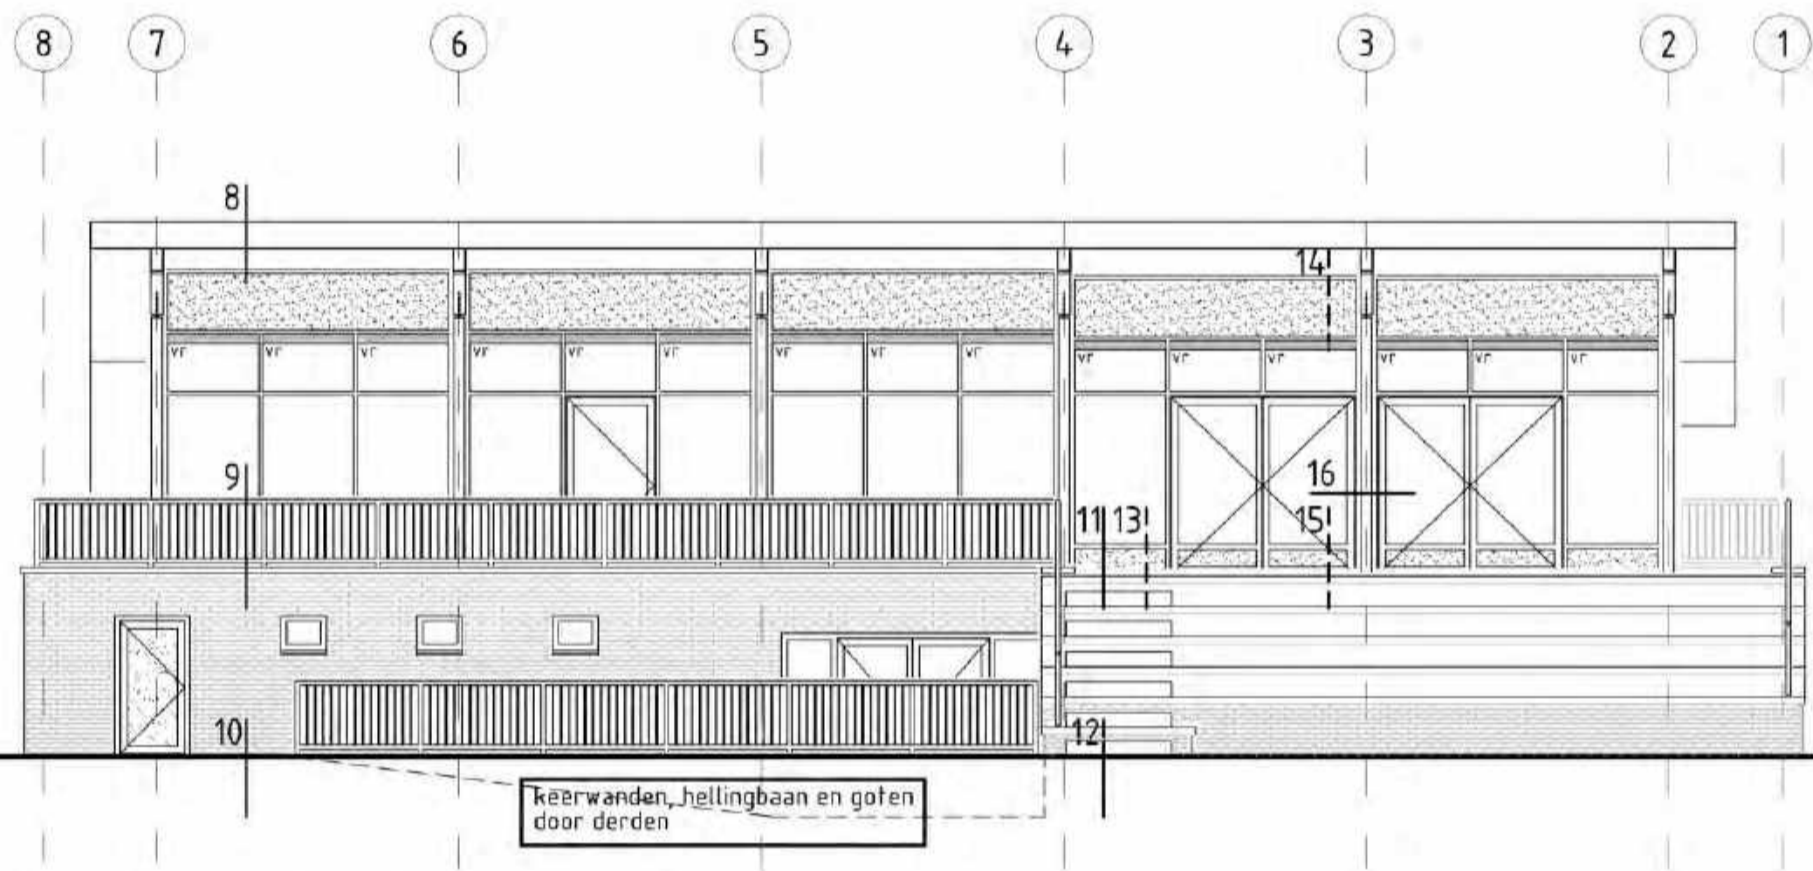 8 7 6 5 4 3 2 1
8
14
vr vr vr vr vr vr vr vr vr vr vr vr vr vr vr
9
16
11 13 15
10 12
keerwanden, hellingbaan en goten
door derden